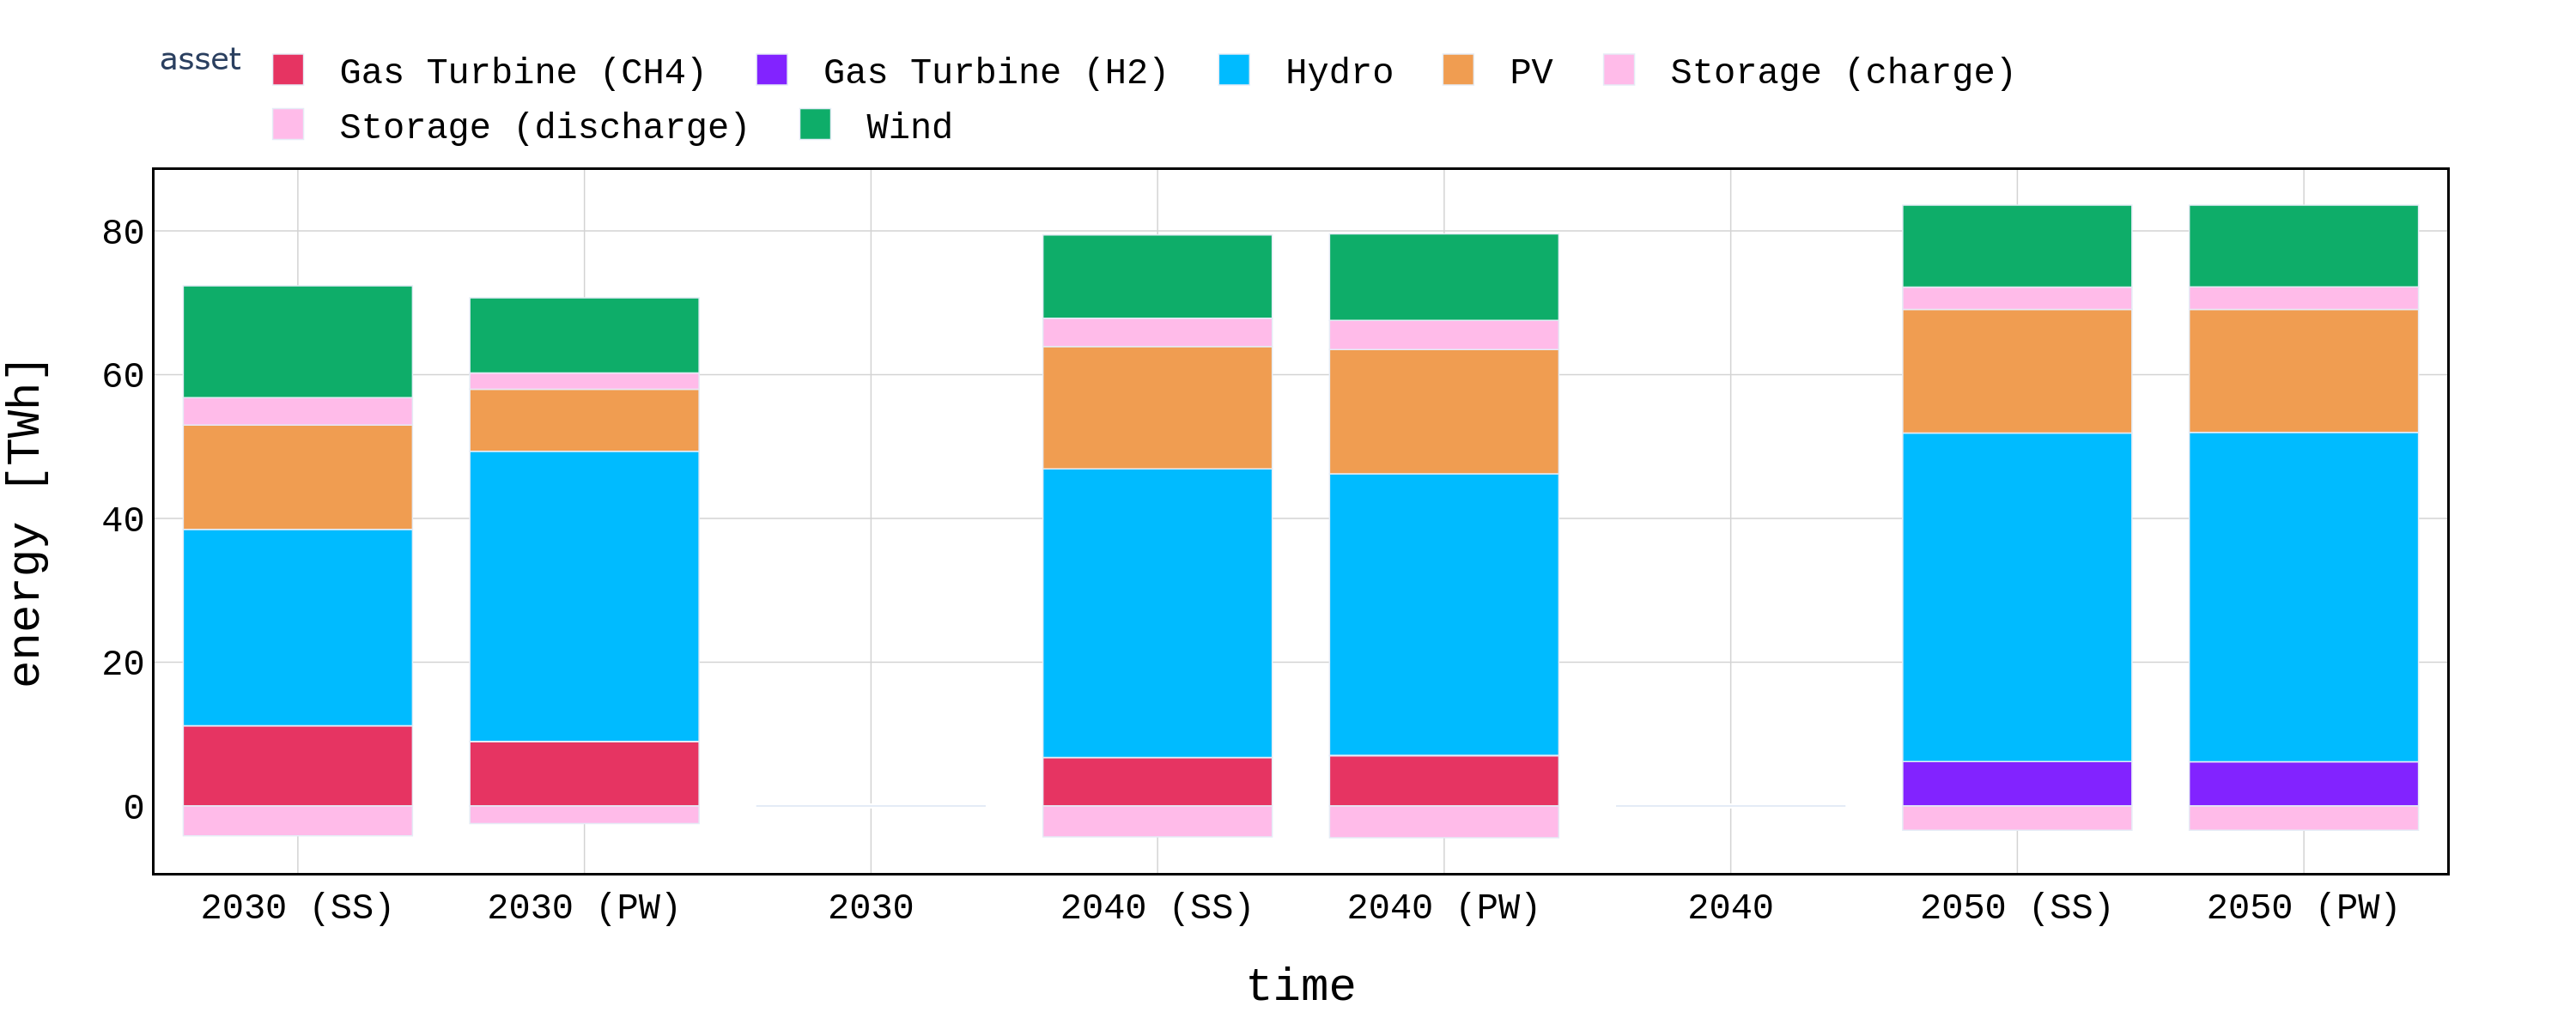 asset Gas Turbine (CH4) Gas Turbine (H2) Hydro PV Storage (charge)
Storage (discharge) Wind
energy [TWh]
80
60
40
20
0
2030 (SS) 2030 (PW) 2030 2040 (SS) 2040 (PW) 2040 2050 (SS) 2050 (PW)
time